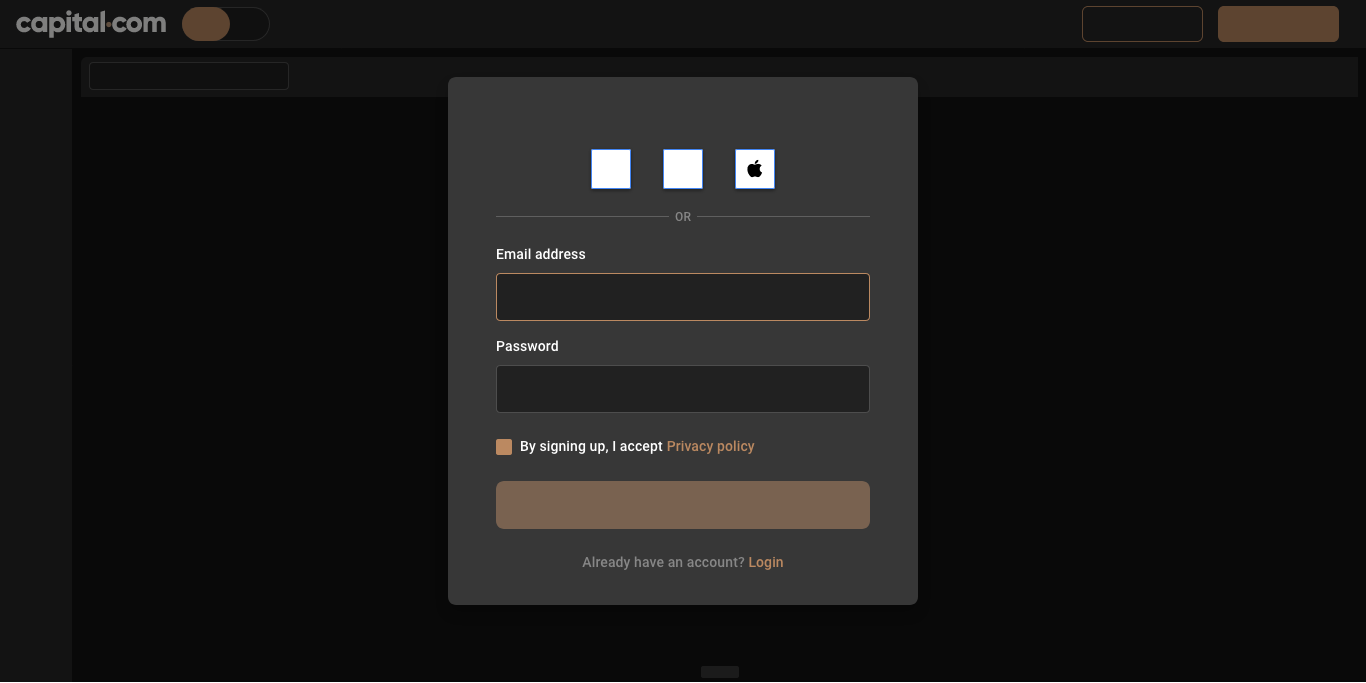 capital.com
OR
Email address
Password
By signing up, I accept Privacy policy
Already have an account? Login